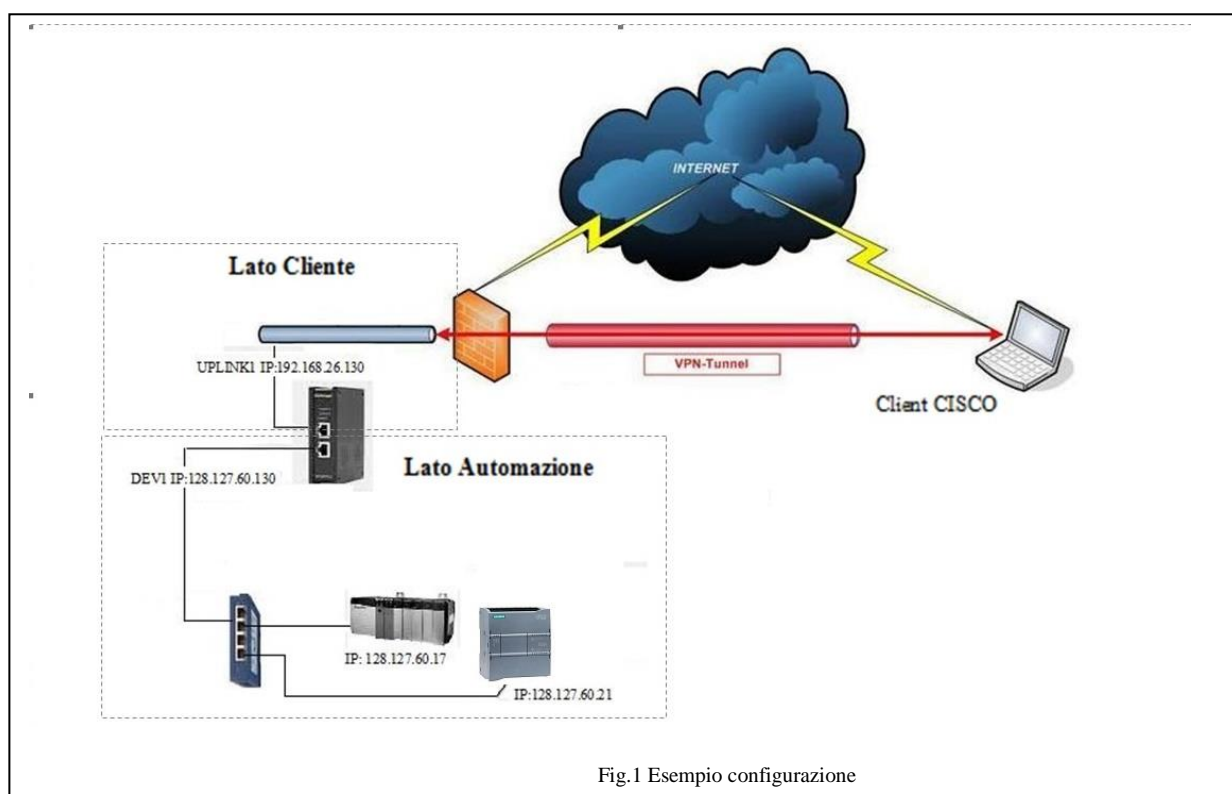 INTERNET
Lato Cliente
UPLINK1 IP:192.168.26.130
VPN-Tunnel
Client CISCO
Lato Automazione
DEV1 IP:128.127.60.130
IP: 128.127.60.17
IP:128.127.60.21
Fig.1 Esempio configurazione